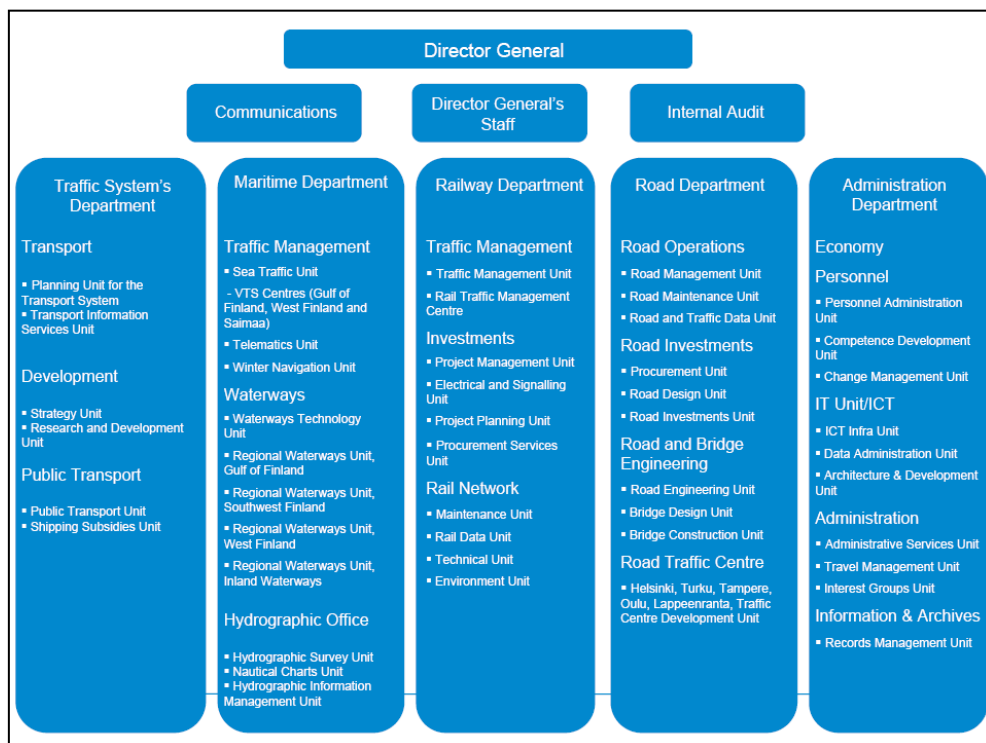 Director General
Communications
Director General's
Staff
Internal Audit
Traffic System's
Department
Transport
▪ Planning Unit for the
Transport System
▪ Transport Information
Services Unit
Development
▪ Strategy Unit
▪ Research and Development
Unit
Public Transport
▪ Public Transport Unit
▪ Shipping Subsidies Unit
Maritime Department
Traffic Management
▪ Sea Traffic Unit
- VTS Centres (Gulf of
Finland, West Finland and
Saimaa)
▪ Telematics Unit
▪ Winter Navigation Unit
Waterways
▪ Waterways Technology
Unit
▪ Regional Waterways Unit,
Gulf of Finland
▪ Regional Waterways Unit,
Southwest Finland
▪ Regional Waterways Unit,
West Finland
▪ Regional Waterways Unit,
Inland Waterways
Hydrographic Office
▪ Hydrographic Survey Unit
▪ Nautical Charts Unit
▪ Hydrographic Information
Management Unit
Railway Department
Traffic Management
▪ Traffic Management Unit
▪ Rail Traffic Management
Centre
Investments
▪ Project Management Unit
▪ Electrical and Signalling
Unit
▪ Project Planning Unit
▪ Procurement Services
Unit
Rail Network
▪ Maintenance Unit
▪ Rail Data Unit
▪ Technical Unit
▪ Environment Unit
Road Department
Road Operations
▪ Road Management Unit
▪ Road Maintenance Unit
▪ Road and Traffic Data Unit
Road Investments
▪ Procurement Unit
▪ Road Design Unit
▪ Road Investments Unit
Road and Bridge
Engineering
▪ Road Engineering Unit
▪ Bridge Design Unit
▪ Bridge Construction Unit
Road Traffic Centre
▪ Helsinki, Turku, Tampere,
Oulu, Lappeenranta, Traffic
Centre Development Unit
Administration
Department
Economy
Personnel
▪ Personnel Administration
Unit
▪ Competence Development
Unit
▪ Change Management Unit
IT Unit/ICT
▪ ICT Infra Unit
▪ Data Administration Unit
▪ Architecture & Development
Unit
Administration
▪ Administrative Services Unit
▪ Travel Management Unit
▪ Interest Groups Unit
Information & Archives
▪ Records Management Unit